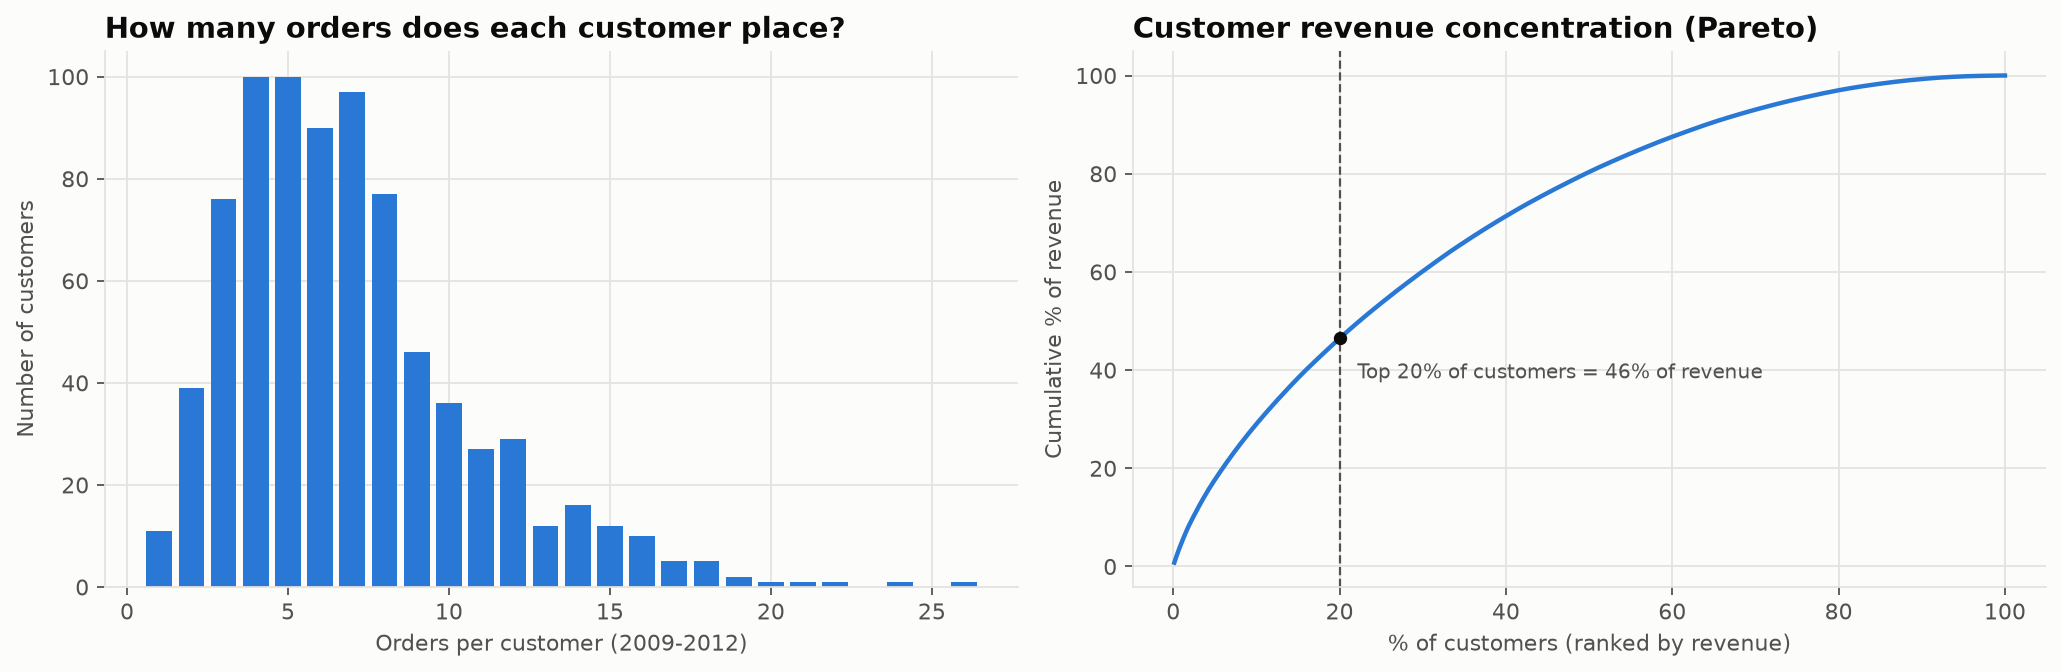 How many orders does each customer place?
100
80
60
40
20
0
Number of customers
0 5 10 15 20 25
Orders per customer (2009-2012)
Customer revenue concentration (Pareto)
100
80
60
40
20
0
Cumulative % of revenue
Top 20% of customers = 46% of revenue
0 20 40 60 80 100
% of customers (ranked by revenue)